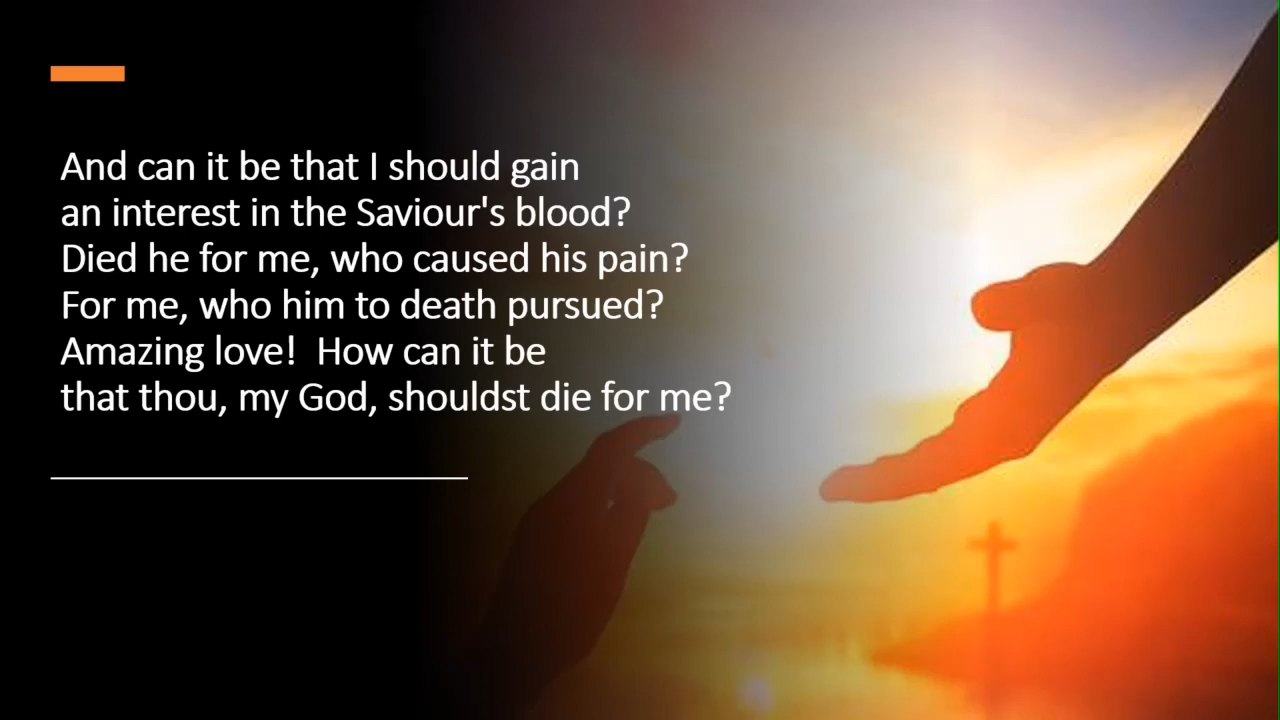 And can it be that I should gain
an interest in the Saviour's blood?
Died he for me, who caused his pain?
For me, who him to death pursued?
Amazing love!  How can it be
that thou, my God, shouldst die for me?